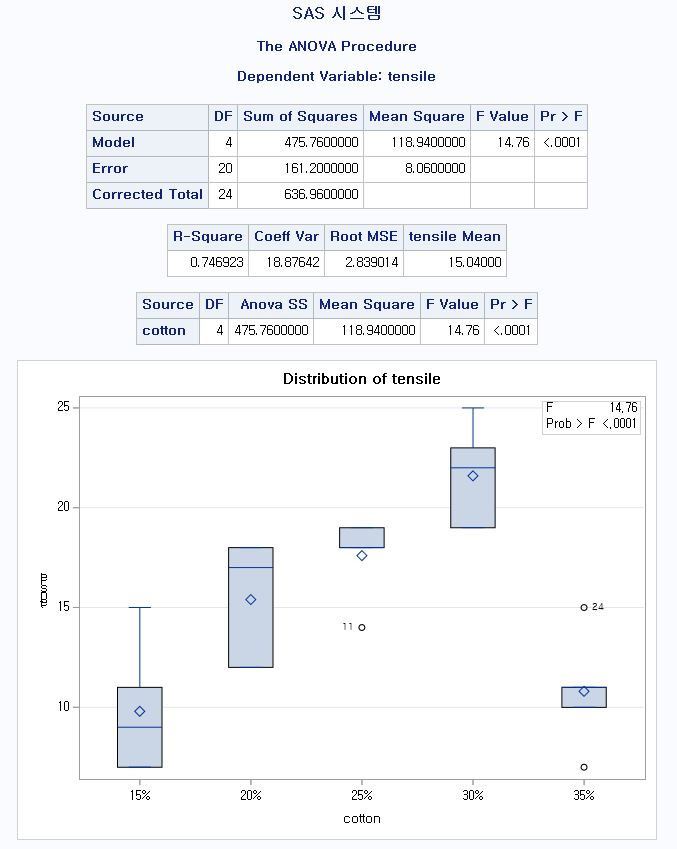 SAS 시스템
The ANOVA Procedure
Dependent Variable: tensile
Source DF Sum of Squares Mean Square F Value Pr > F
Model 4 475.7600000 118.9400000 14.76 <.0001
Error 20 161.2000000 8.0600000
Corrected Total 24 636.9600000
R-Square Coeff Var Root MSE tensile Mean
0.746923 18.87642 2.839014 15.04000
Source DF Anova SS Mean Square F Value Pr > F
cotton 4 475.7600000 118.9400000 14.76 <.0001
Distribution of tensile
F 14.76
Prob > F <.0001
25
20
15
10
11
24
15%
20%
25%
30%
35%
cotton